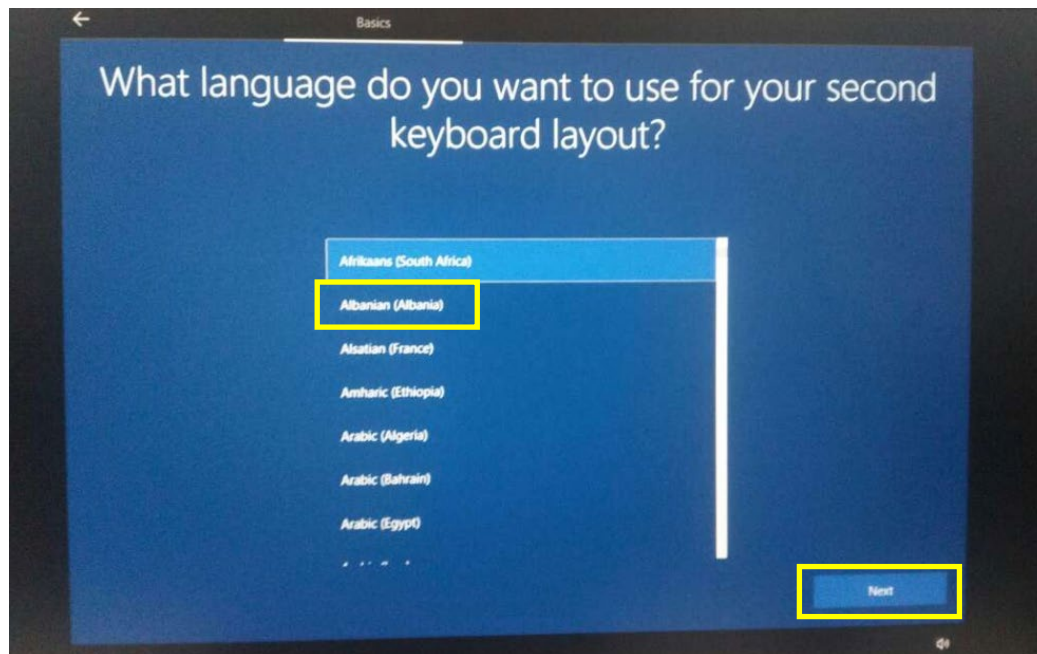 Basics
What language do you want to use for your second
keyboard layout?
Afrikaans (South Africa)
Albanian (Albania)
Alsatian (France)
Amharic (Ethiopia)
Arabic (Algeria)
Arabic (Bahrain)
Arabic (Egypt)
Next